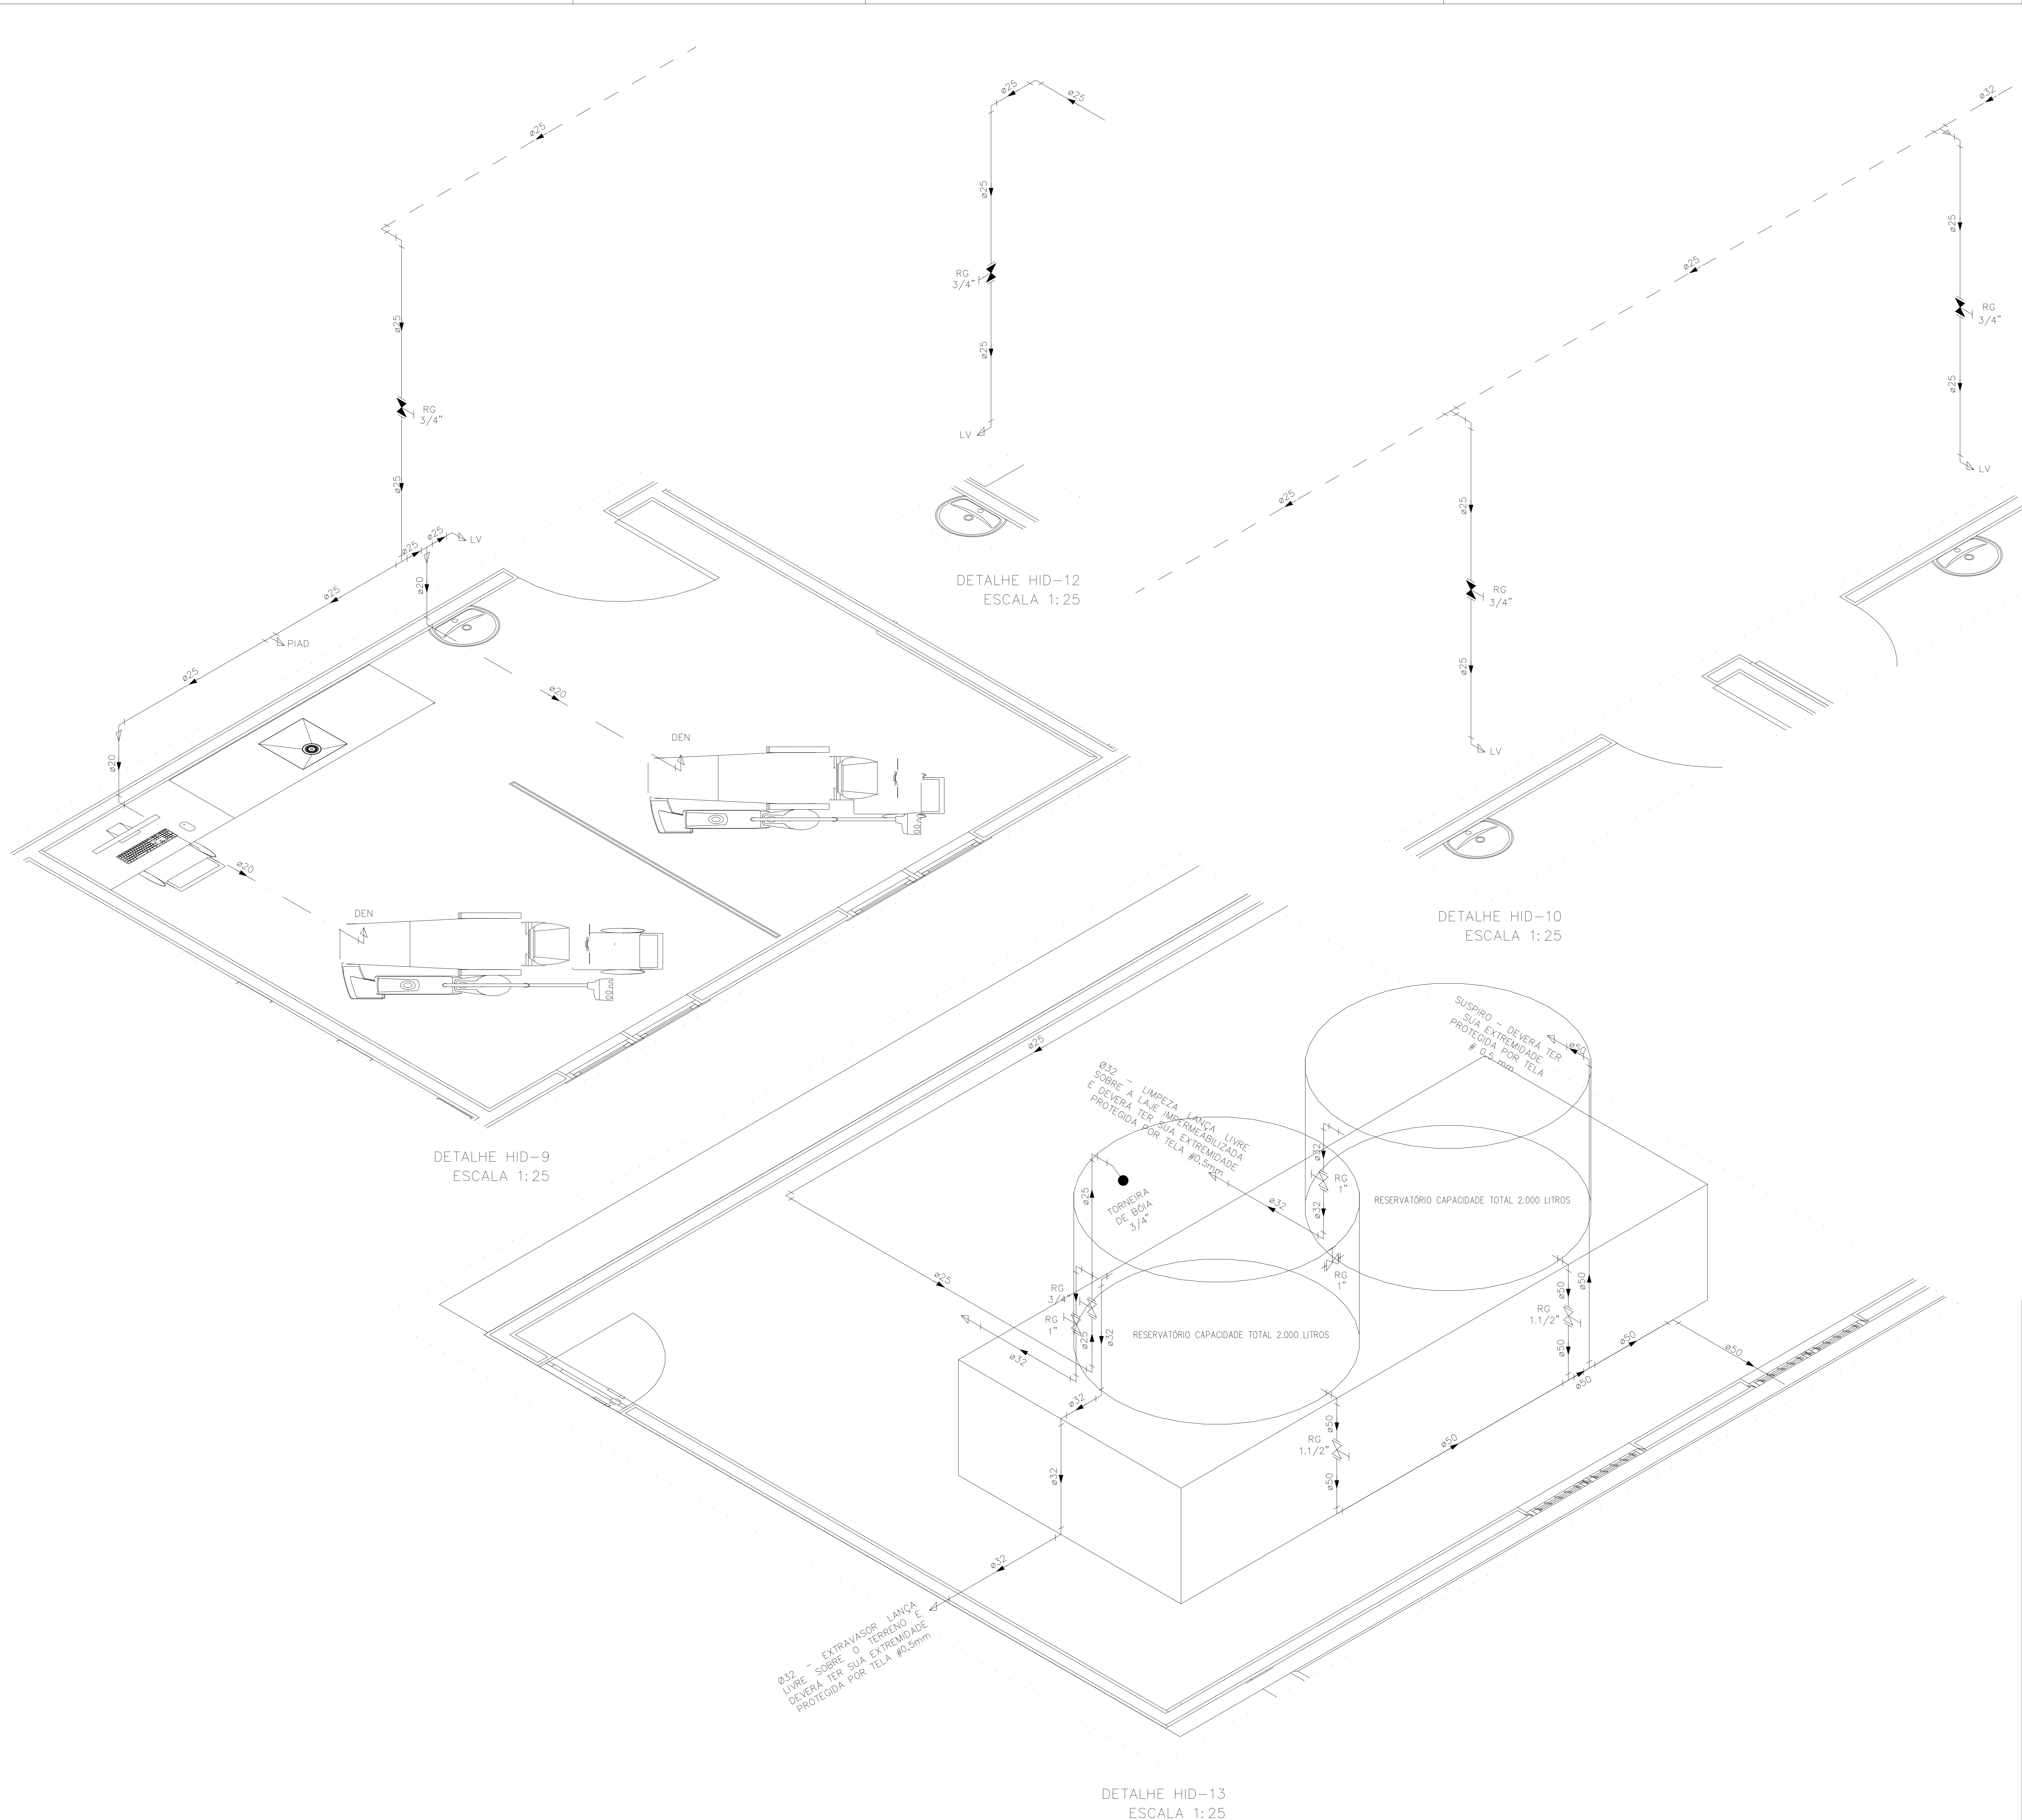 ø25
ø25
RG
3/4"
ø25
ø25
ø25
LV
ø20
ø25
PIAD
ø25
ø20
ø20
DEN
ø20
DEN
DETALHE HID-9
ESCALA 1:25
ø25
ø25
ø25
RG
3/4"
ø25
LV
DETALHE HID-12
ESCALA 1:25
ø32
ø25
RG
3/4"
ø25
LV
ø25
ø25
ø25
RG
3/4"
ø25
LV
DETALHE HID-10
ESCALA 1:25
ø25
SUSPIRO - DEVERÁ TER
SUA EXTREMIDADE
PROTEGIDA POR TELA
# 0,5 mm
ø50
Ø32 - LIMPEZA LANÇA LIVRE
SOBRE A LAJE IMPERMEABILIZADA
E DEVERÁ TER SUA EXTREMIDADE
PROTEGIDA POR TELA #0,5mm
ø32
RG
1"
ø32
ø32
RG
1"
RESERVATÓRIO CAPACIDADE TOTAL 2.000 LITROS
ø25
TORNEIRA
DE BÓIA
3/4"
ø25
RG
3/4"
RG
1"
ø25
ø32
ø32
RESERVATÓRIO CAPACIDADE TOTAL 2.000 LITROS
ø50
ø50
RG
1.1/2"
ø50
ø50
ø50
ø50
ø32
ø50
RG
1.1/2"
ø50
ø50
ø32
ø32
Ø32 - EXTRAVASOR LANÇA
LIVRE SOBRE O TERRENO E
DEVERÁ TER SUA EXTREMIDADE
PROTEGIDA POR TELA #0,5mm
DETALHE HID-13
ESCALA 1:25